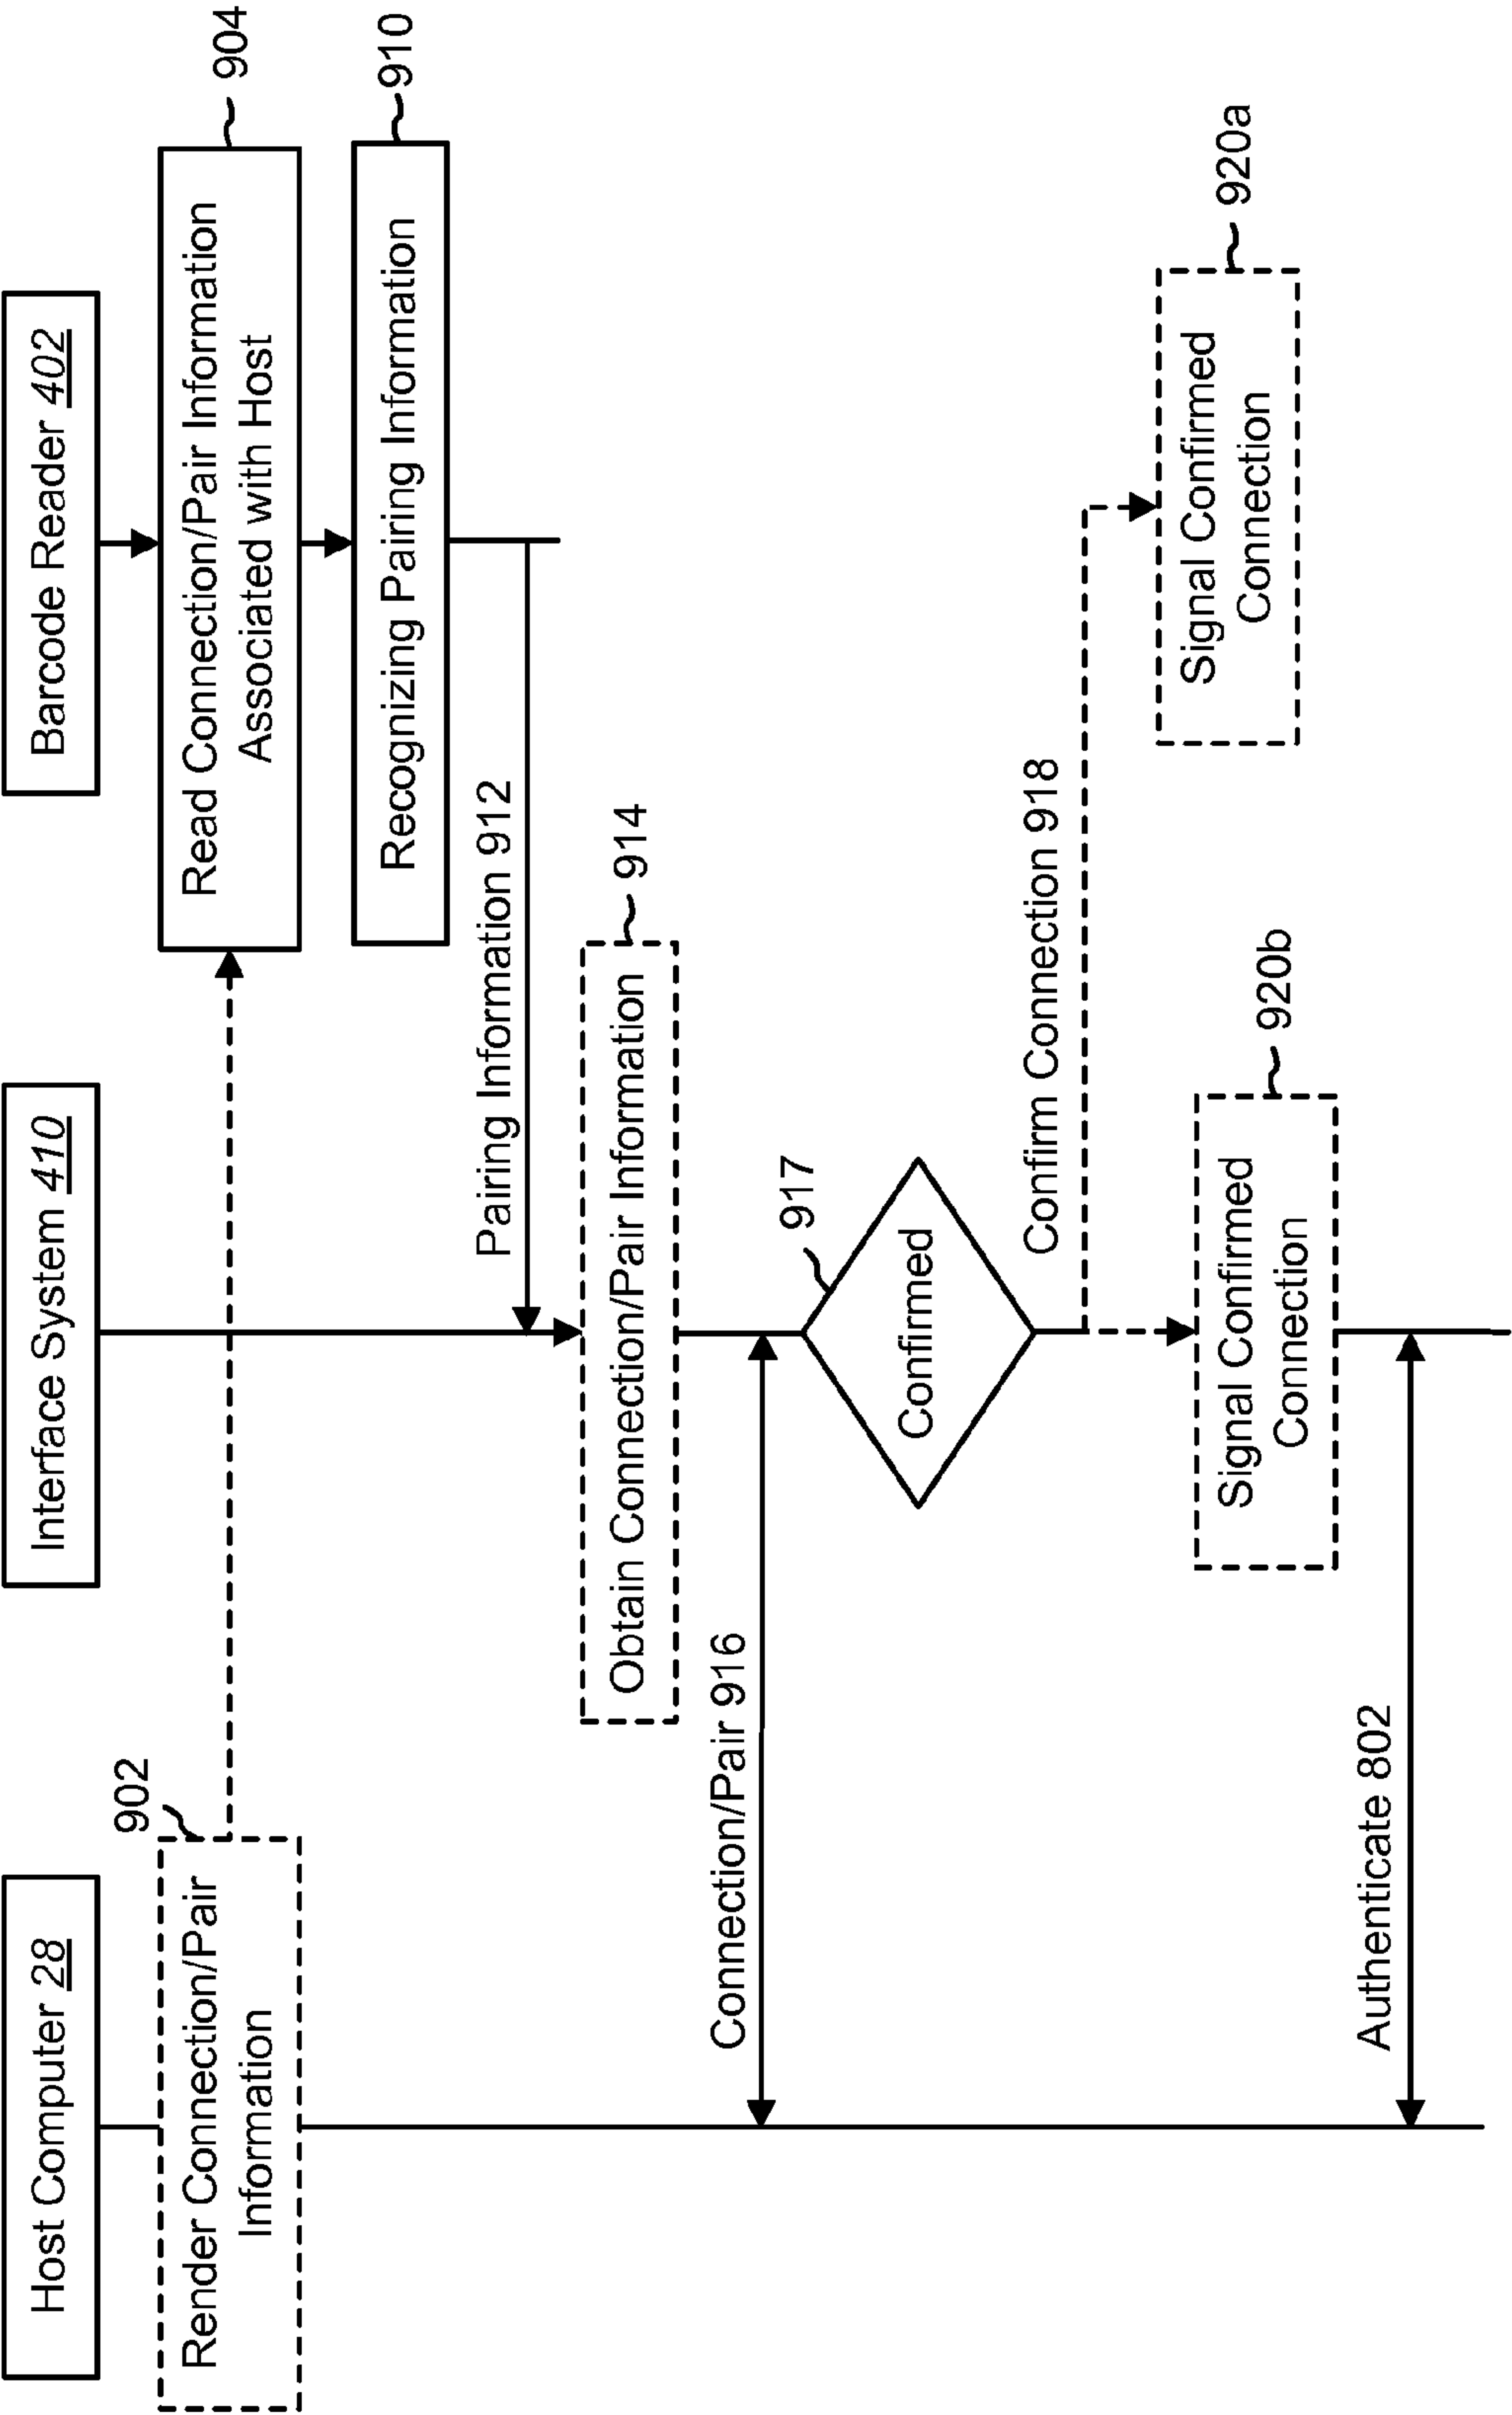 Host Computer 28
Interface System 410
Barcode Reader 402
902
Render Connection/Pair
Information
Read Connection/Pair Information
Associated with Host
904
Recognizing Pairing Information
910
Pairing Information 912
Obtain Connection/Pair Information
914
Connection/Pair 916
917
Confirmed
Confirm Connection 918
Signal Confirmed
Connection
920a
Signal Confirmed
Connection
920b
Authenticate 802